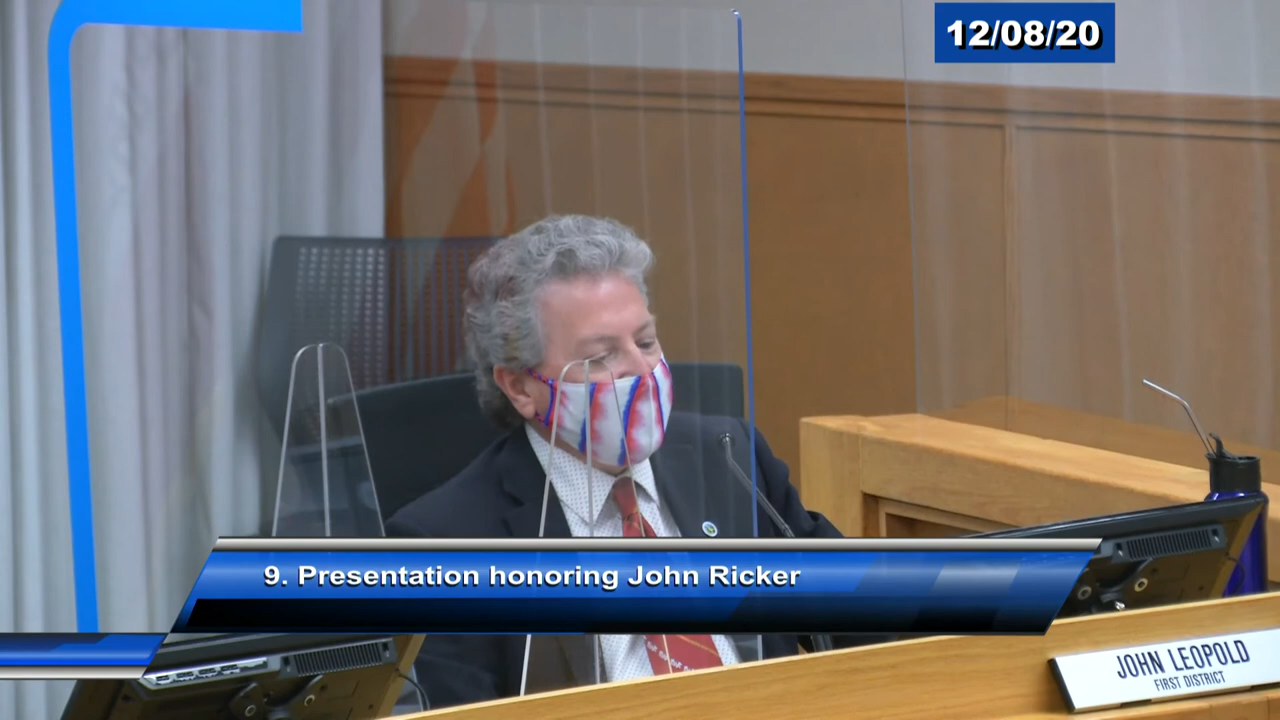 12/08/20
9. Presentation honoring John Ricker
JOHN LEOPOLD
FIRST DISTRICT